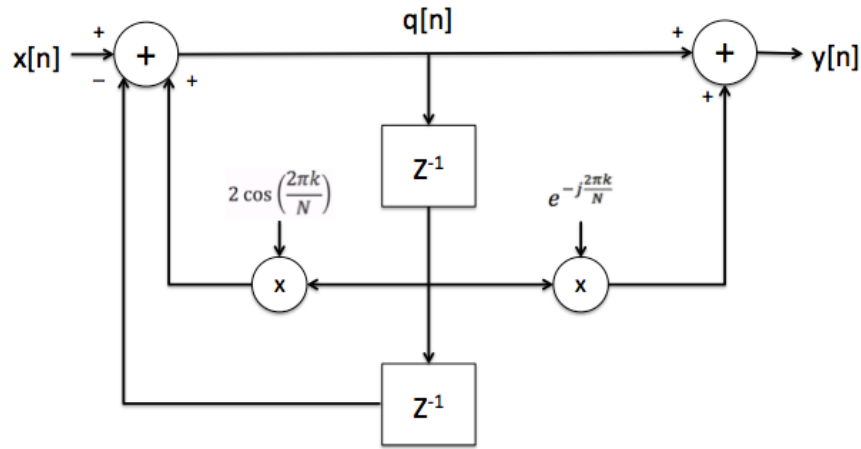 q[n]
+ + +
x[n] + y[n]
– + +
Z⁻¹
2 cos(2πk/N) e^{-j2πk/N}
x x
Z⁻¹